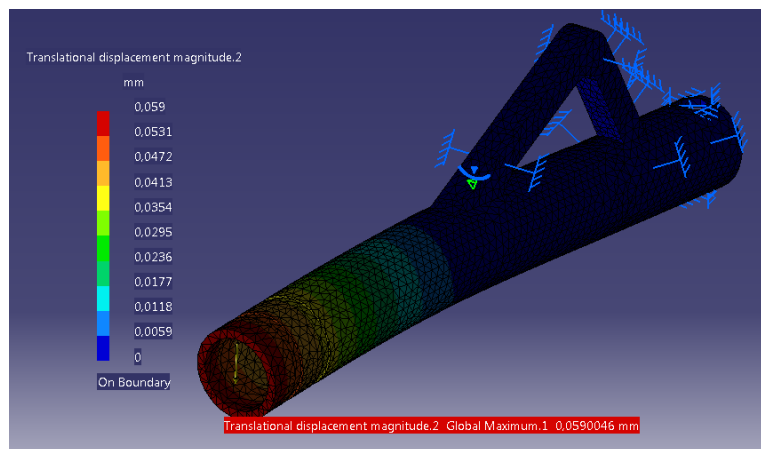 Translational displacement magnitude.2
mm
0,059
0,0531
0,0472
0,0413
0,0354
0,0295
0,0236
0,0177
0,0118
0,0059
0
On Boundary
Translational displacement magnitude.2 Global Maximum.1 0,0590046 mm